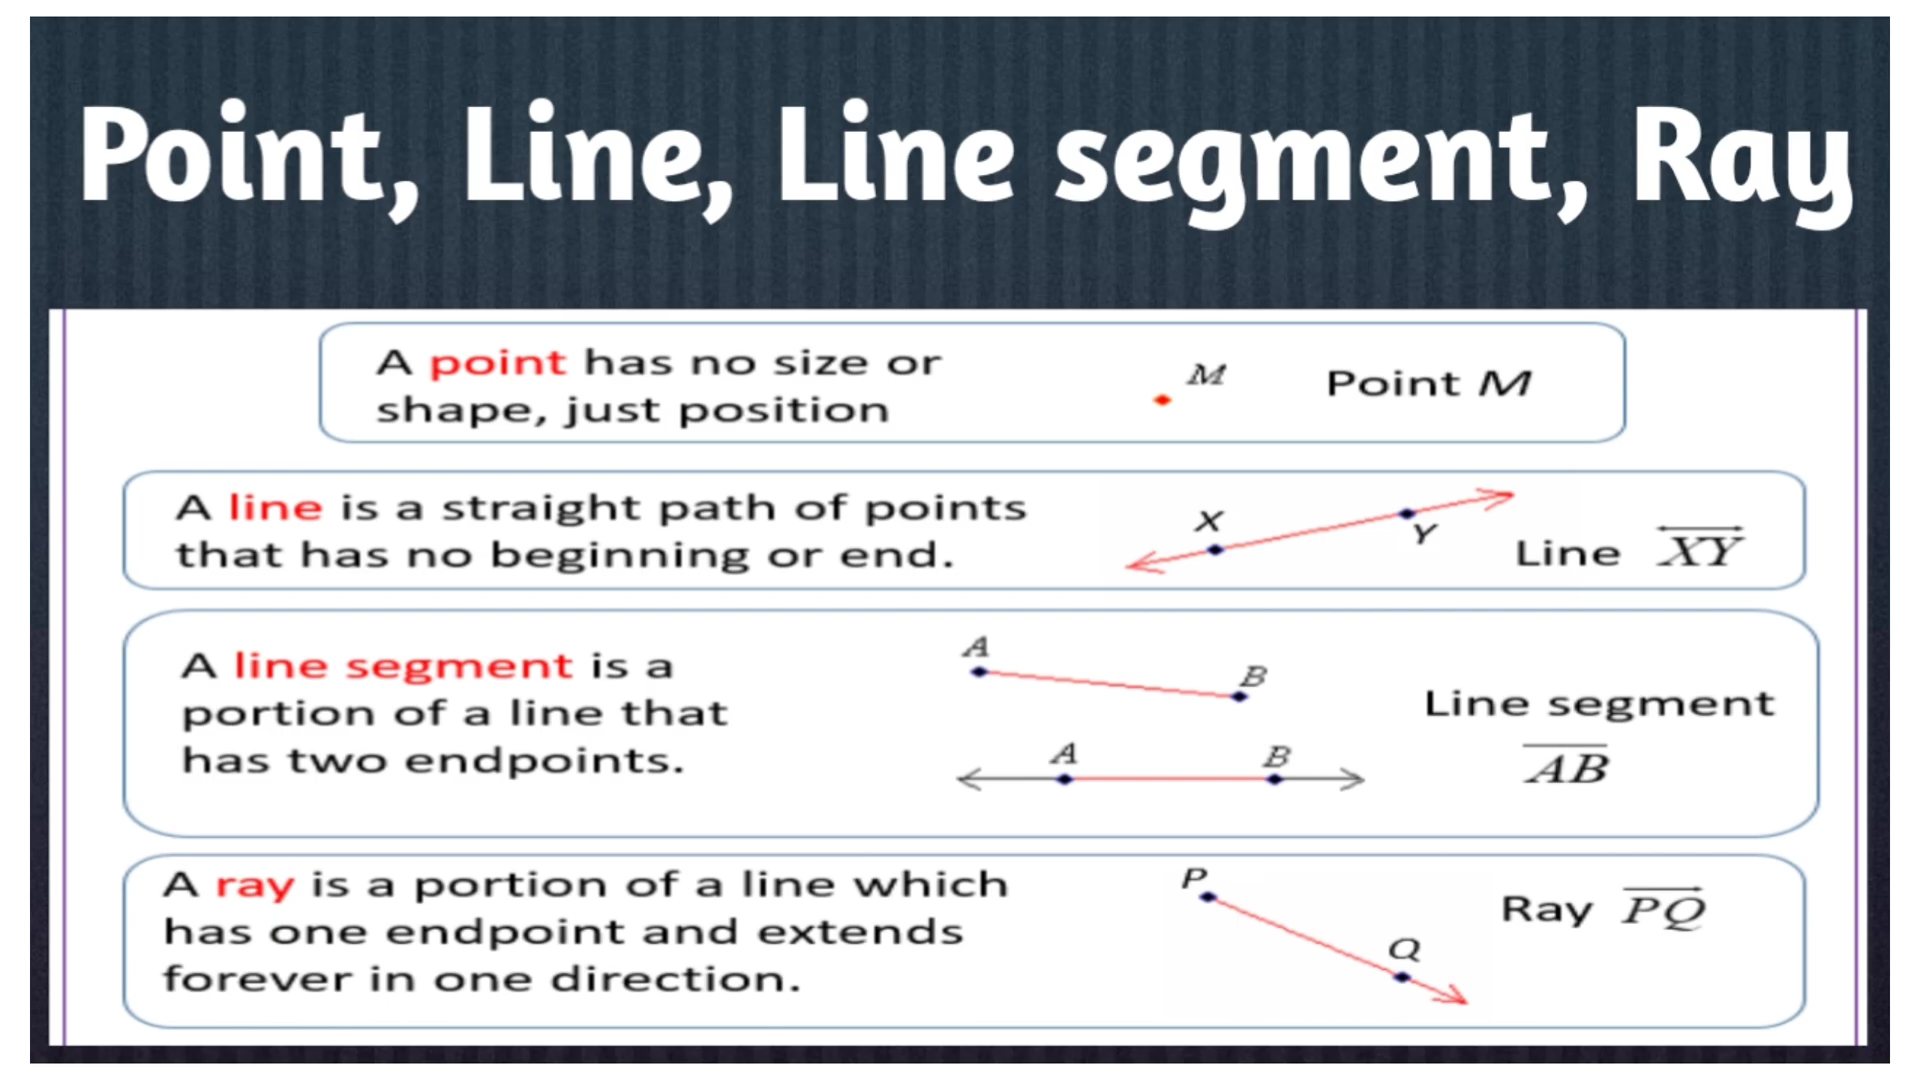 Point, Line, Line segment, Ray
A point has no size or
shape, just position
M
Point M
A line is a straight path of points
that has no beginning or end.
X
Y
Line XY
A line segment is a
portion of a line that
has two endpoints.
A
B
A
B
Line segment
AB
A ray is a portion of a line which
has one endpoint and extends
forever in one direction.
P
Q
Ray PQ